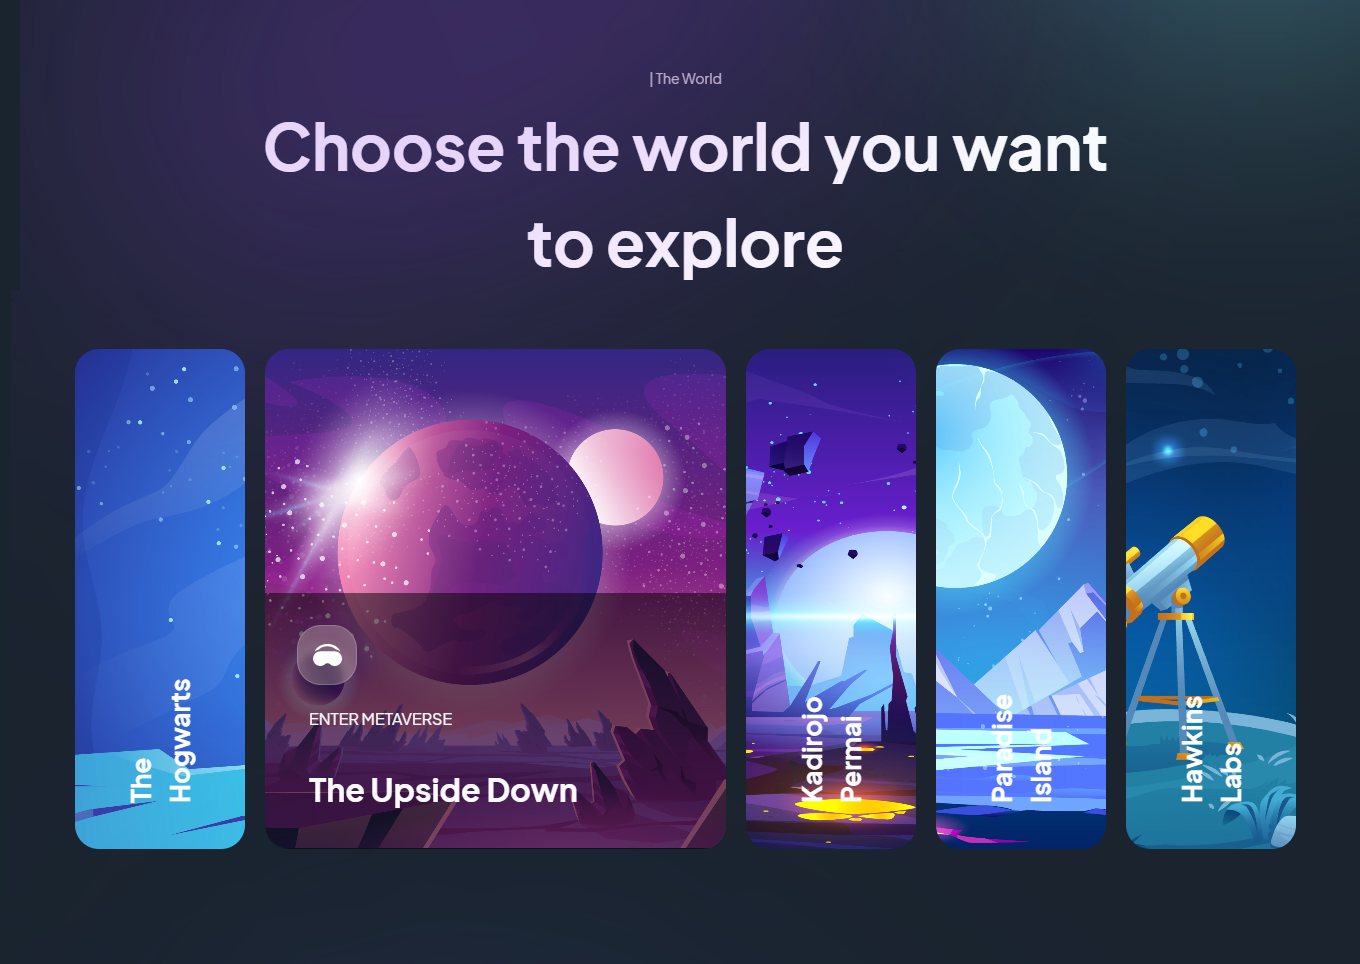 | The World
Choose the world you want
to explore
The
Hogwarts
ENTER METAVERSE
The Upside Down
Kadirojo
Permai
Paradise
Island
Hawkins
Labs